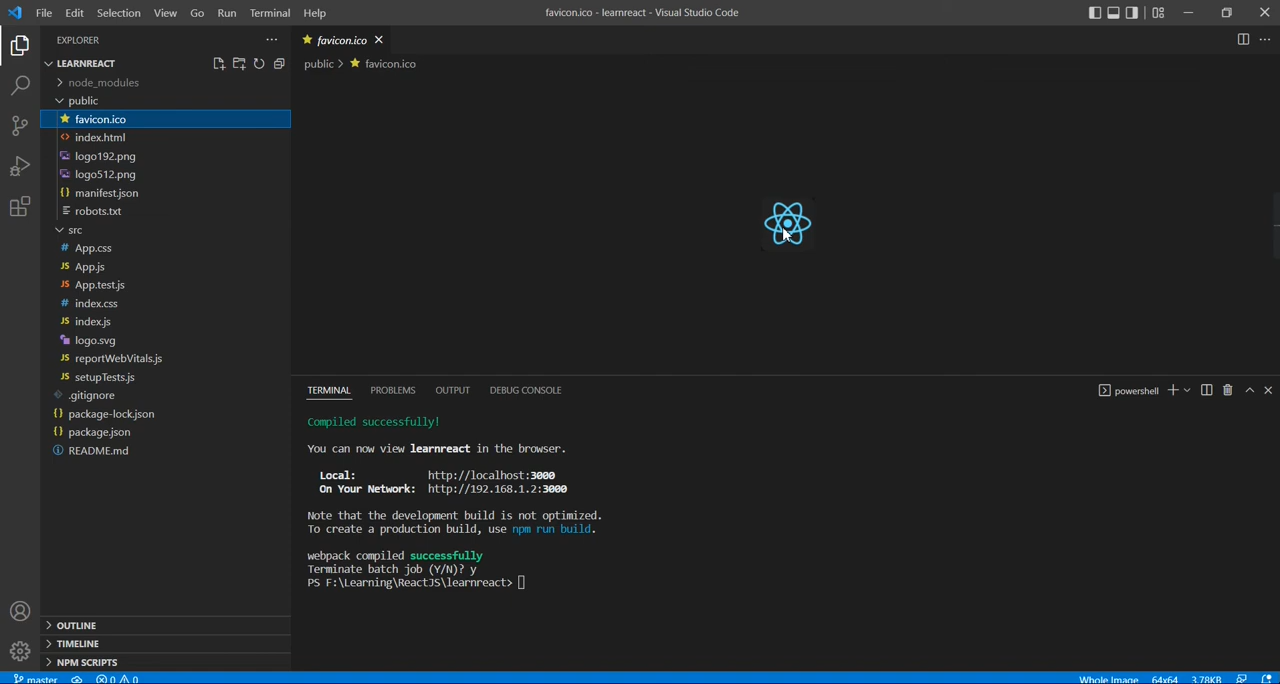 File Edit Selection View Go Run Terminal Help
favicon.ico - learnreact - Visual Studio Code
EXPLORER
LEARNREACT
node_modules
public
favicon.ico
index.html
logo192.png
logo512.png
manifest.json
robots.txt
src
App.css
App.js
App.test.js
index.css
index.js
logo.svg
reportWebVitals.js
setupTests.js
.gitignore
package-lock.json
package.json
README.md
OUTLINE
TIMELINE
NPM SCRIPTS
favicon.ico
public > favicon.ico
TERMINAL PROBLEMS OUTPUT DEBUG CONSOLE
powershell
Compiled successfully!
You can now view learnreact in the browser.
Local: http://localhost:3000
On Your Network: http://192.168.1.2:3000
Note that the development build is not optimized.
To create a production build, use npm run build.
webpack compiled successfully
Terminate batch job (Y/N)? y
PS F:\Learning\ReactJS\learnreact>
master 0 0 Whole Image 64x64 3.78KB